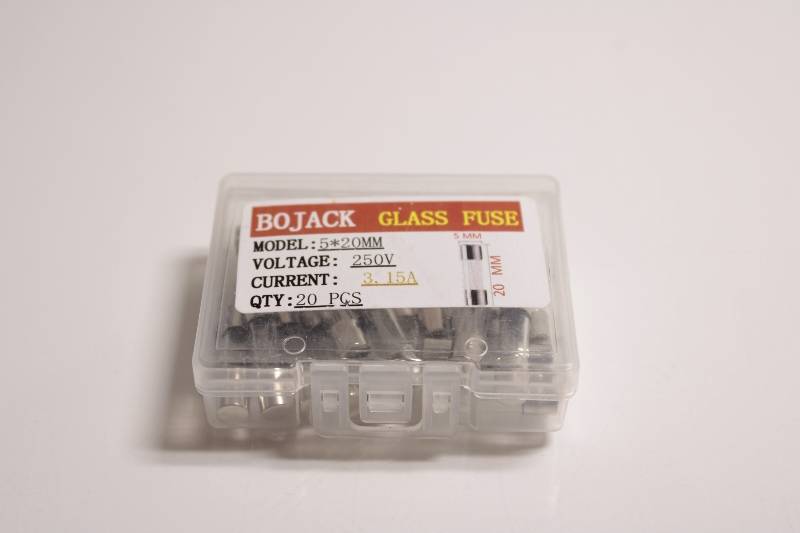 BOJACK GLASS FUSE
MODEL:5*20MM
VOLTAGE: 250V
CURRENT: 3.15A
QTY:20 PCS
5 MM
20 MM